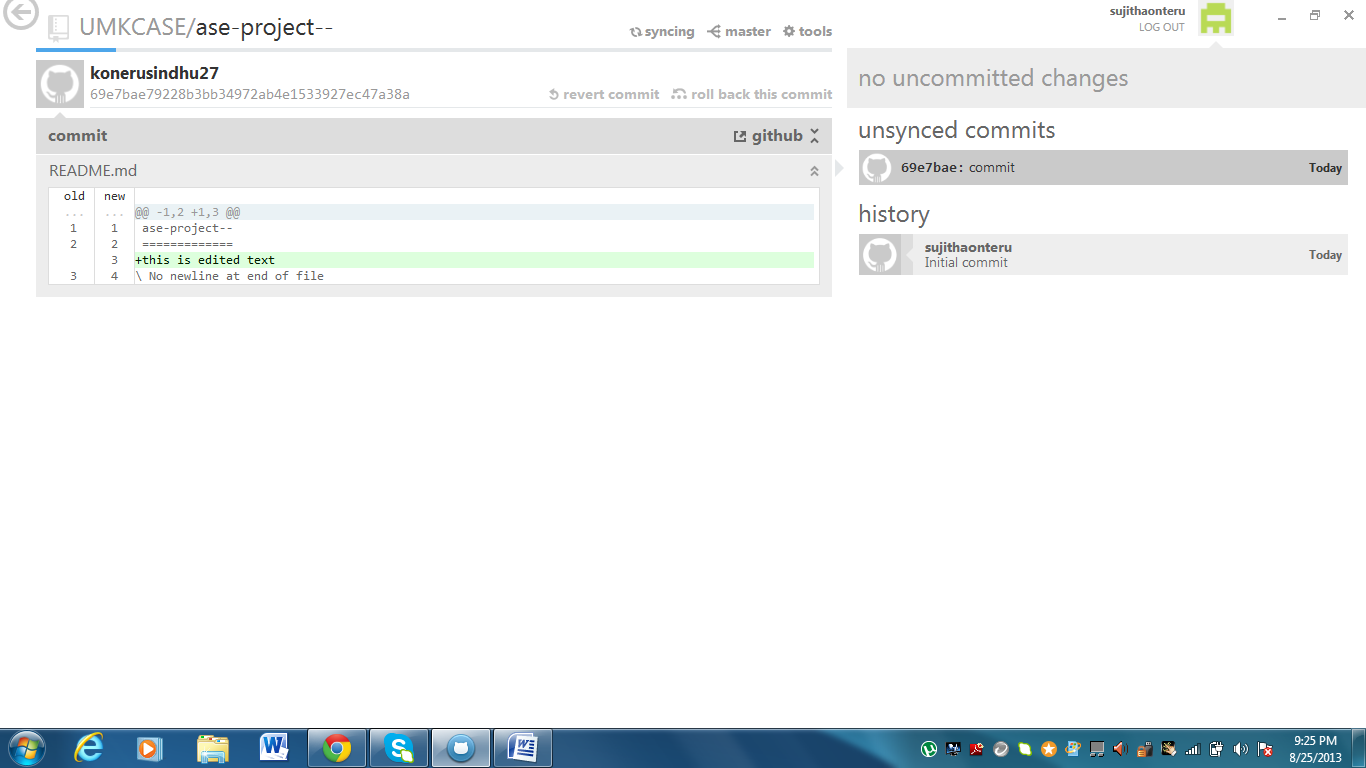 UMKCASE/ase-project--
syncing master tools
sujithaonteru
LOG OUT
konerusindhu27
69e7bae79228b3bb34972ab4e1533927ec47a38a
revert commit roll back this commit
commit
github
README.md
old new
... ... @@ -1,2 +1,3 @@
1 1 ase-project--
2 2 =============
3 +this is edited text
3 4 \ No newline at end of file
no uncommitted changes
unsynced commits
69e7bae: commit Today
history
sujithaonteru
Initial commit Today
9:25 PM
8/25/2013